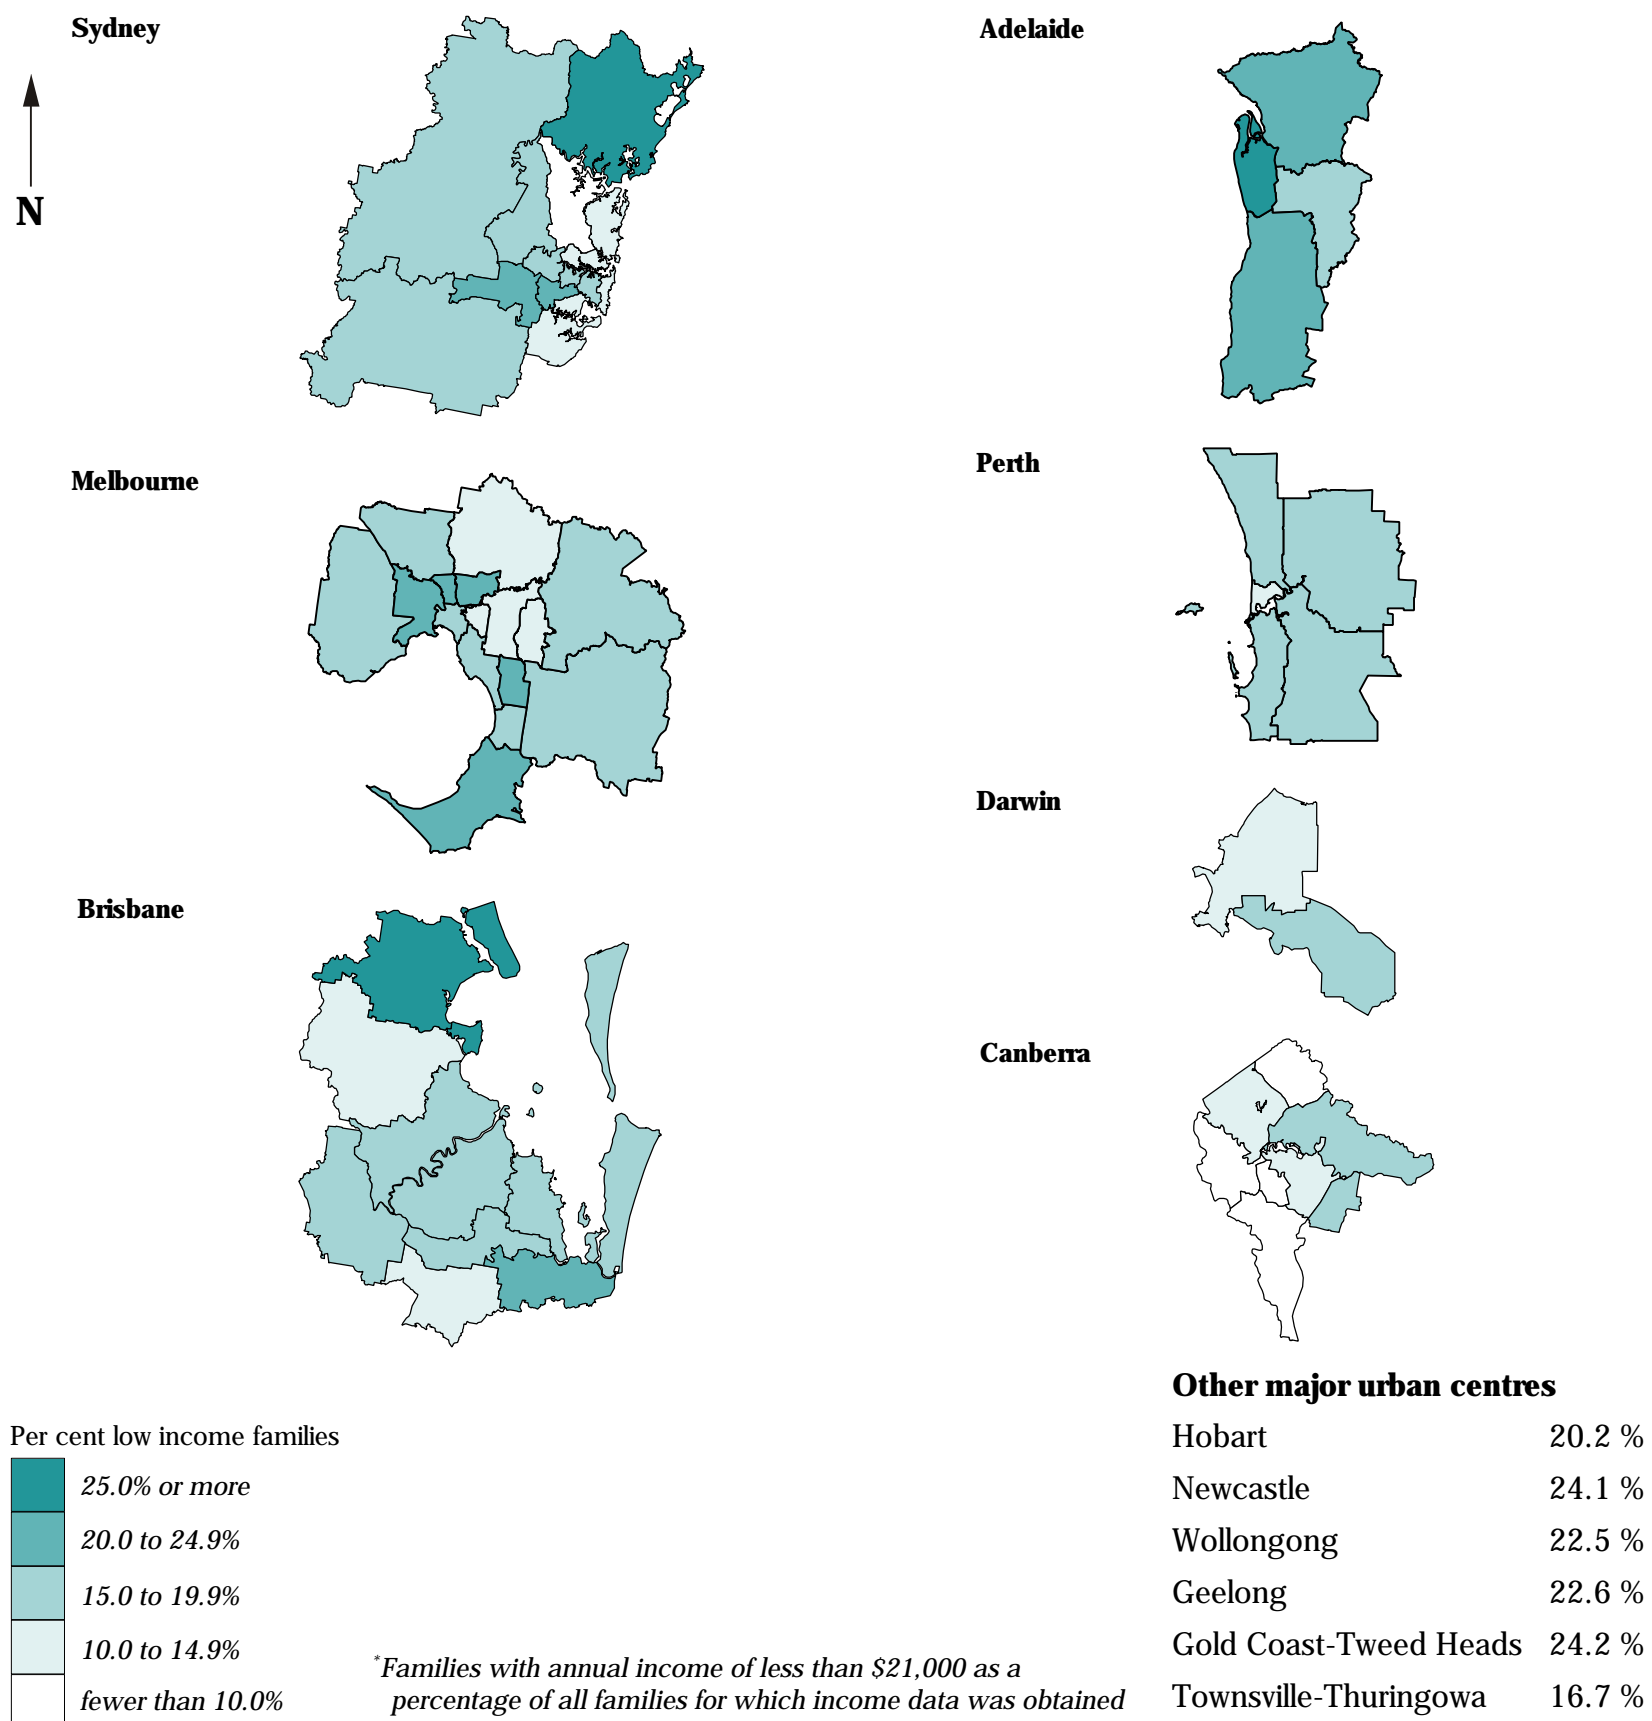 Sydney
Adelaide
N
Melbourne
Perth
Darwin
Brisbane
Canberra
Other major urban centres
Hobart 20.2 %
Newcastle 24.1 %
Wollongong 22.5 %
Geelong 22.6 %
Gold Coast-Tweed Heads 24.2 %
Townsville-Thuringowa 16.7 %
Per cent low income families
25.0% or more
20.0 to 24.9%
15.0 to 19.9%
10.0 to 14.9%
fewer than 10.0%
*Families with annual income of less than $21,000 as a
percentage of all families for which income data was obtained